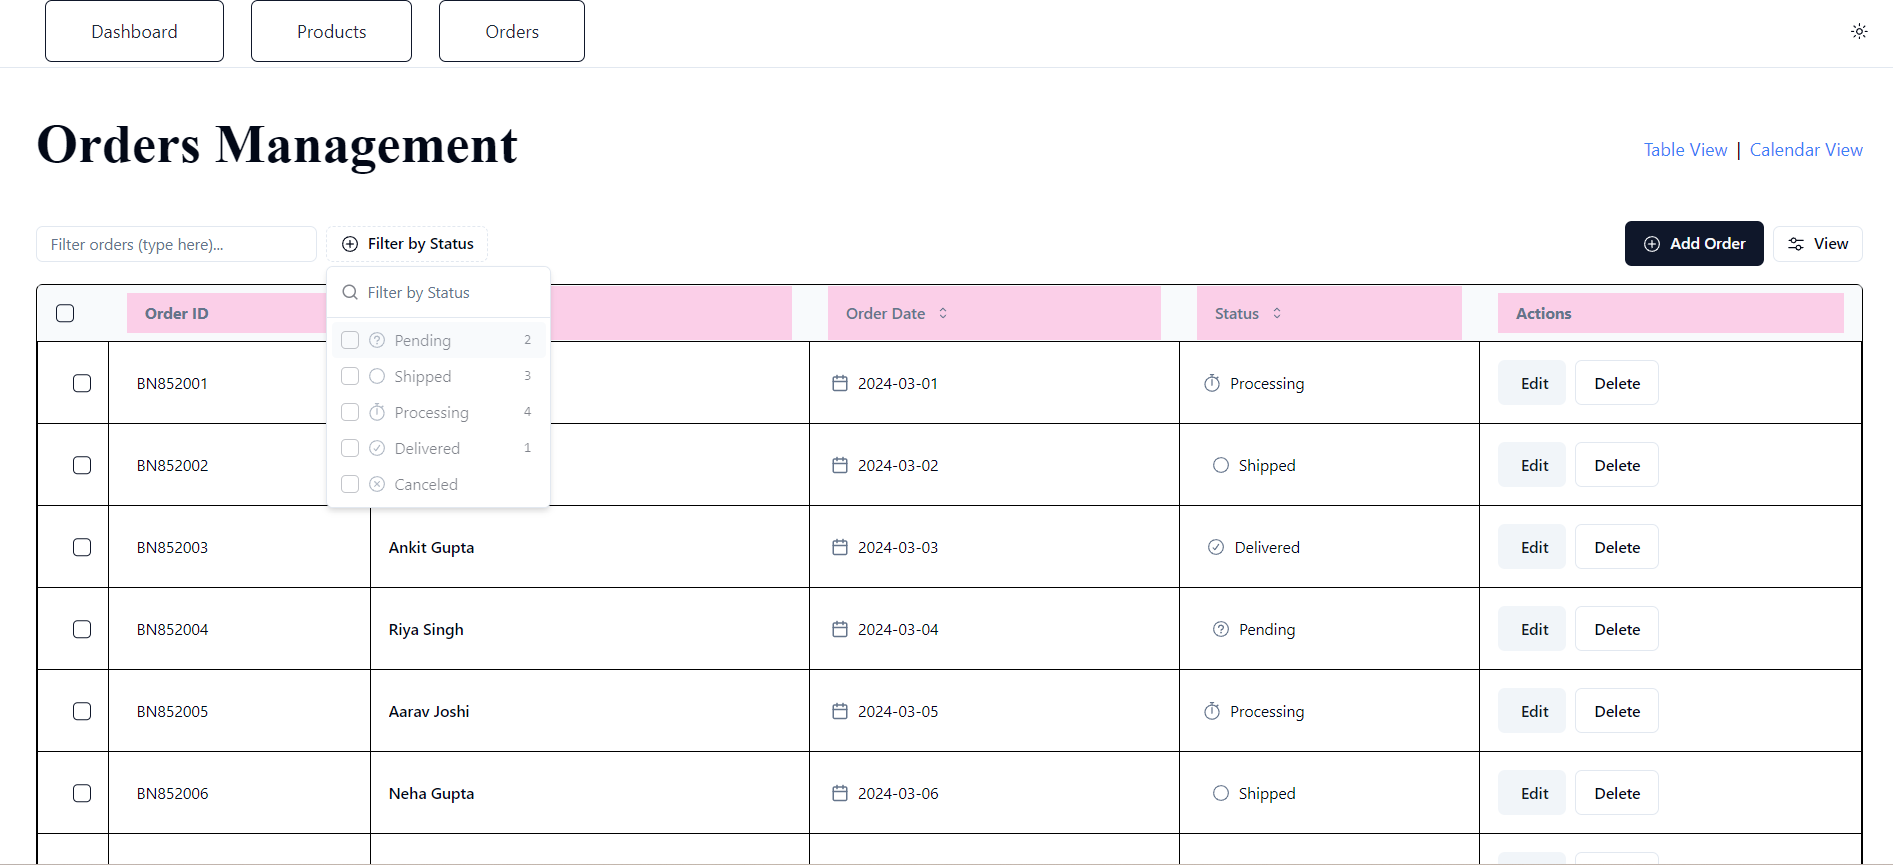 Dashboard Products Orders
Orders Management
Table View | Calendar View
Filter orders (type here)... Filter by Status Add Order View
Filter by Status
Pending 2
Shipped 3
Processing 4
Delivered 1
Canceled
Order ID Order Date Status Actions
BN852001 2024-03-01 Processing Edit Delete
BN852002 2024-03-02 Shipped Edit Delete
BN852003 Ankit Gupta 2024-03-03 Delivered Edit Delete
BN852004 Riya Singh 2024-03-04 Pending Edit Delete
BN852005 Aarav Joshi 2024-03-05 Processing Edit Delete
BN852006 Neha Gupta 2024-03-06 Shipped Edit Delete